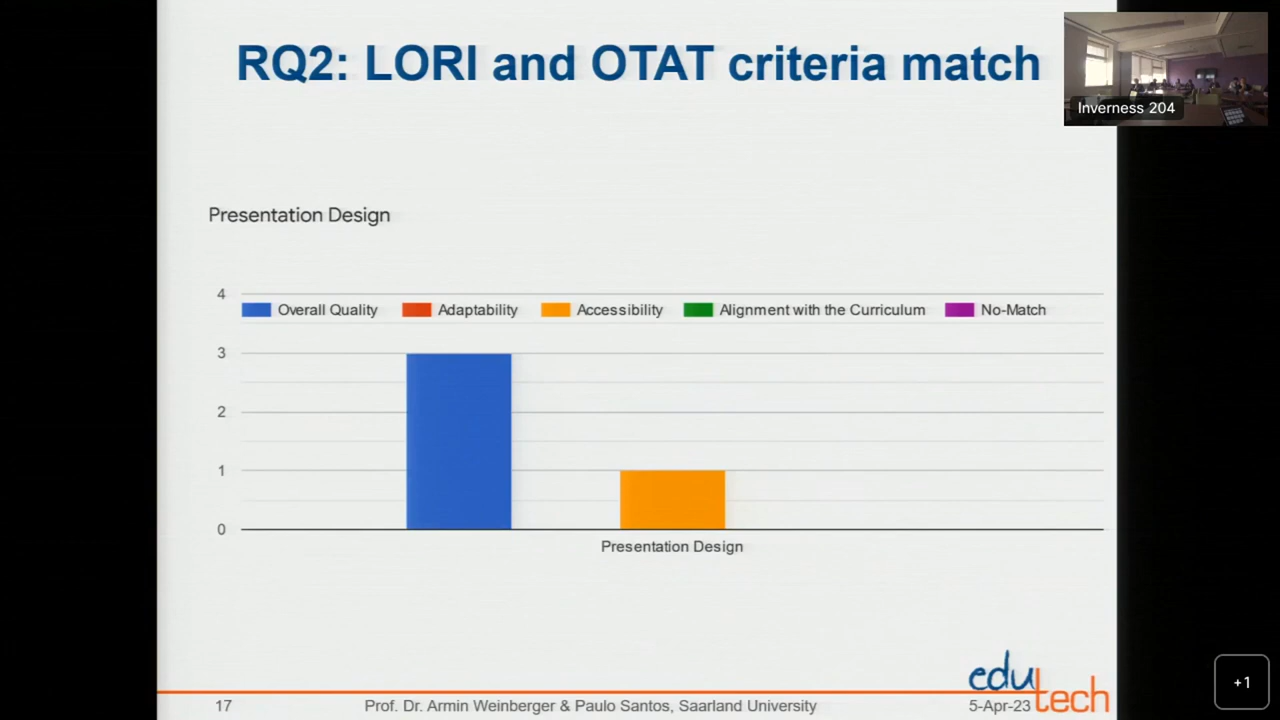 RQ2: LORI and OTAT criteria match
Inverness 204
Presentation Design
4
Overall Quality
Adaptability
Accessibility
Alignment with the Curriculum
No-Match
3
2
1
0
Presentation Design
edu
tech
17
Prof. Dr. Armin Weinberger & Paulo Santos, Saarland University
5-Apr-23
+1